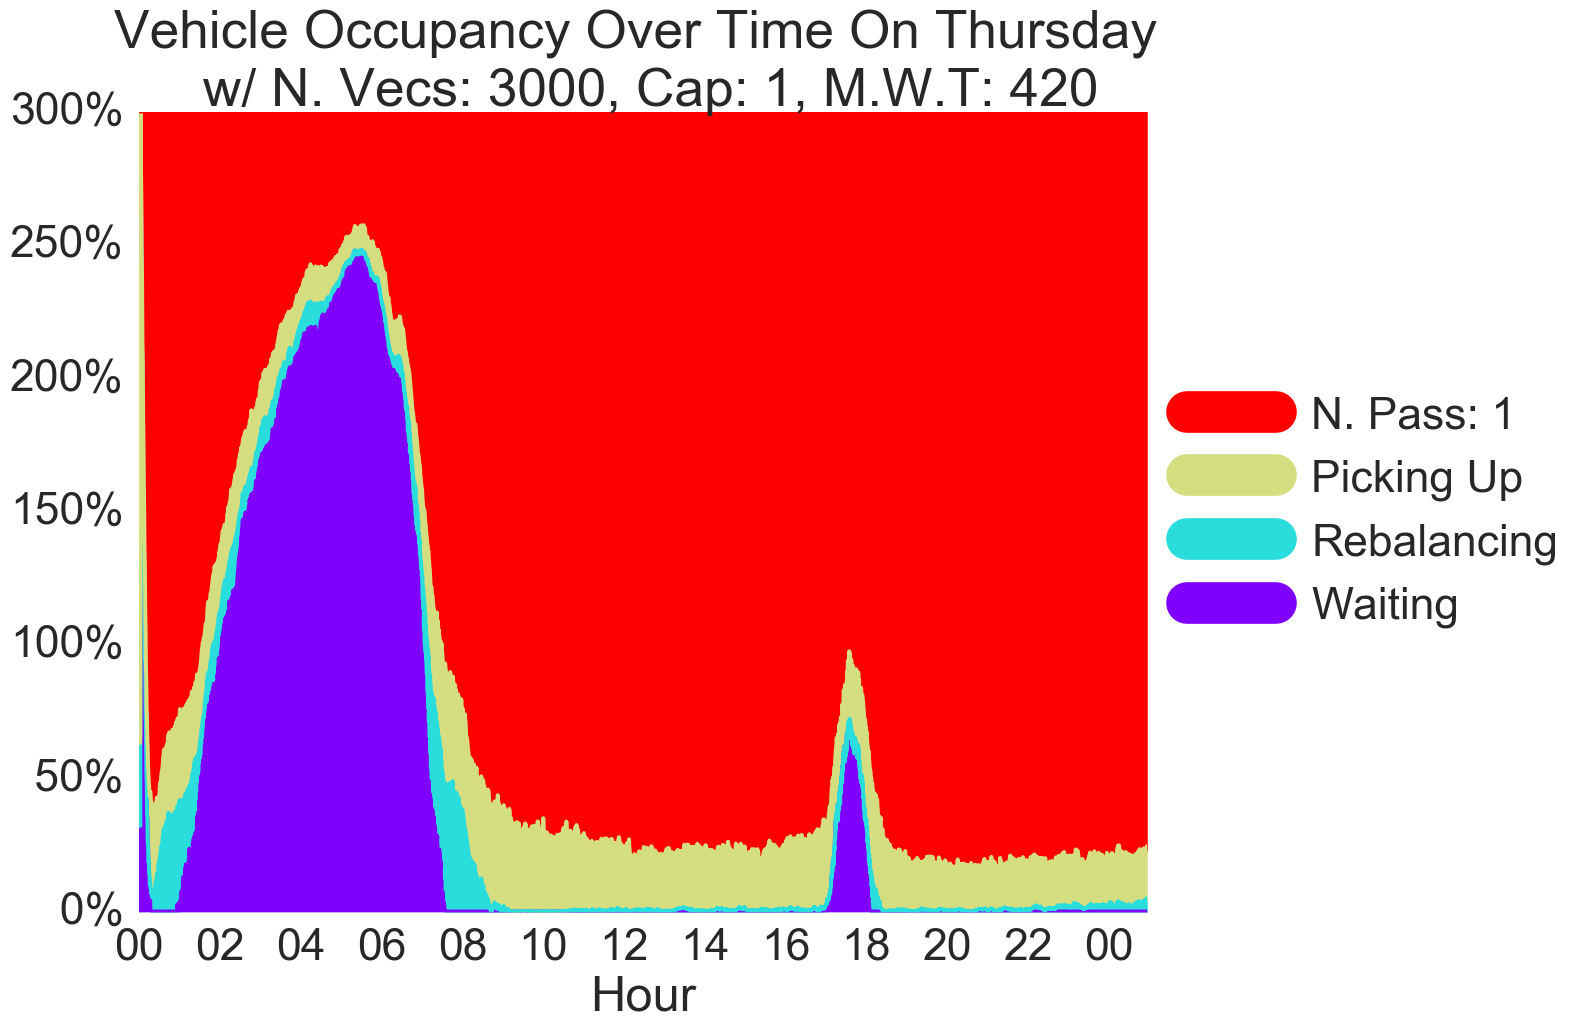 Vehicle Occupancy Over Time On Thursday
w/ N. Vecs: 3000, Cap: 1, M.W.T: 420
300%
250%
200%
150%
100%
50%
0%
00 02 04 06 08 10 12 14 16 18 20 22 00
Hour
N. Pass: 1
Picking Up
Rebalancing
Waiting